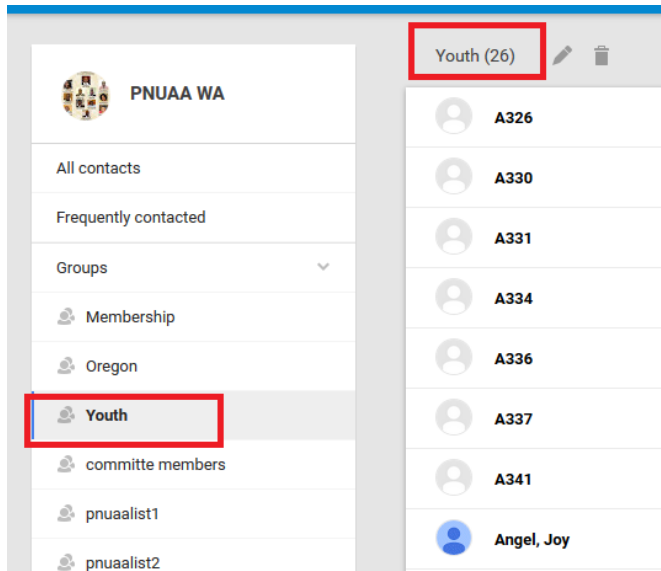 PNUAA WA
All contacts
Frequently contacted
Groups
Membership
Oregon
Youth
committe members
pnuaalist1
pnuaalist2
Youth (26)
A326
A330
A331
A334
A336
A337
A341
Angel, Joy